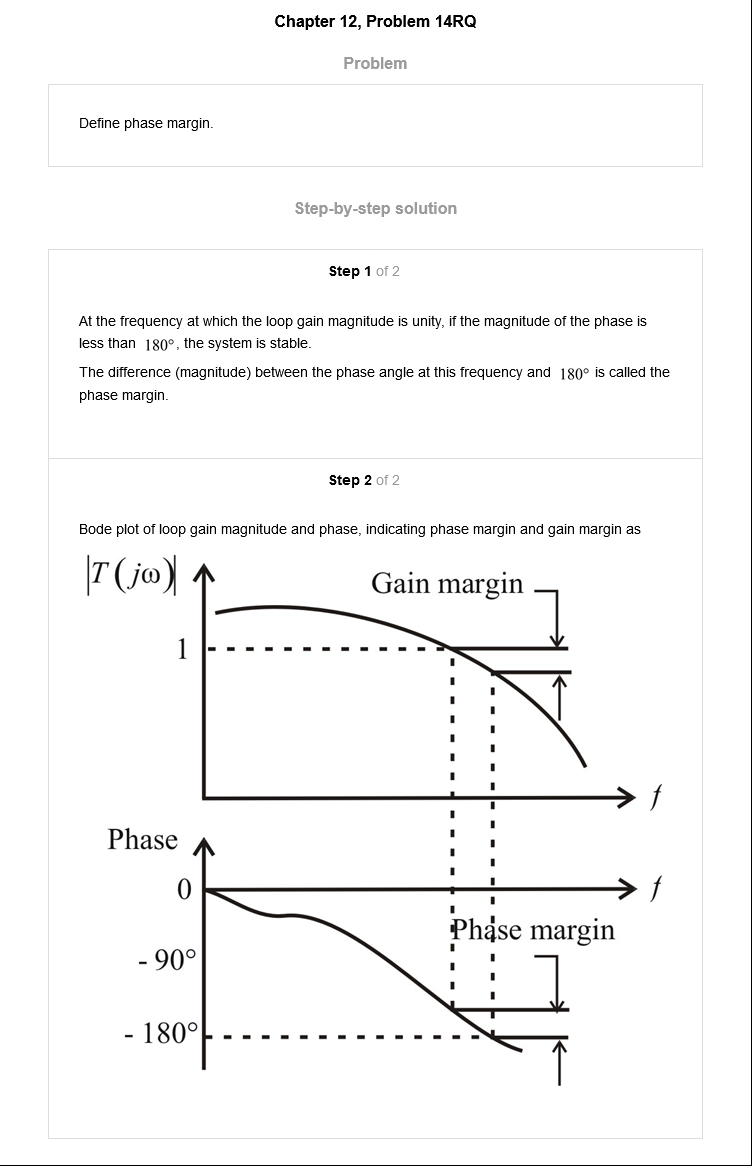 Chapter 12, Problem 14RQ
Problem
Define phase margin.
Step-by-step solution
Step 1 of 2
At the frequency at which the loop gain magnitude is unity, if the magnitude of the phase is
less than 180°, the system is stable.
The difference (magnitude) between the phase angle at this frequency and 180° is called the
phase margin.
Step 2 of 2
Bode plot of loop gain magnitude and phase, indicating phase margin and gain margin as
|T(jω)|
Gain margin
1
f
Phase
0
f
Phase margin
- 90°
- 180°